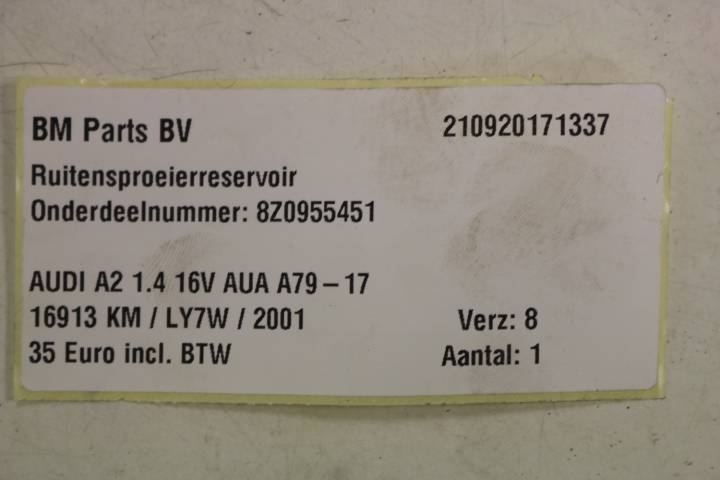 BM Parts BV 210920171337
Ruitensproeierreservoir
Onderdeelnummer: 8Z0955451
AUDI A2 1.4 16V AUA A79-17
16913 KM / LY7W / 2001 Verz: 8
35 Euro incl. BTW Aantal: 1